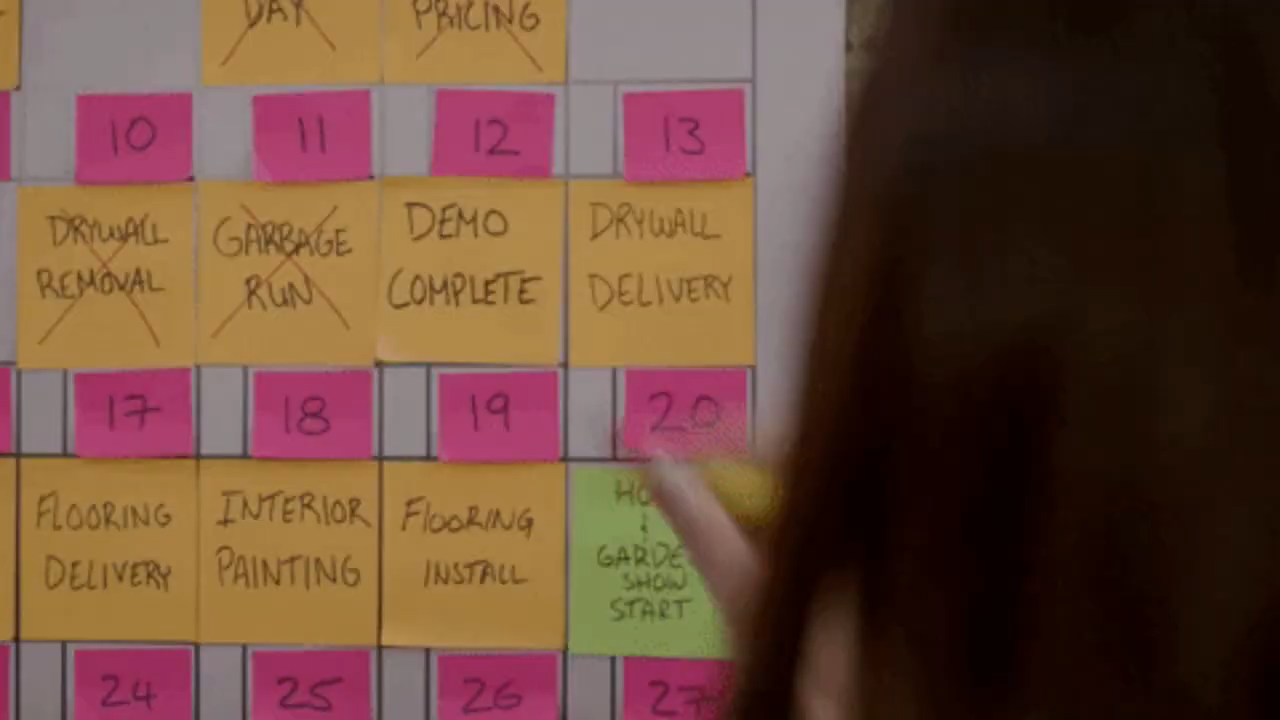 DAY
PRICING
10
11
12
13
DRYWALL
REMOVAL
GARBAGE
RUN
DEMO
COMPLETE
DRYWALL
DELIVERY
17
18
19
20
FLOORING
DELIVERY
INTERIOR
PAINTING
FLOORING
INSTALL
SHOW
START
24
25
26
27